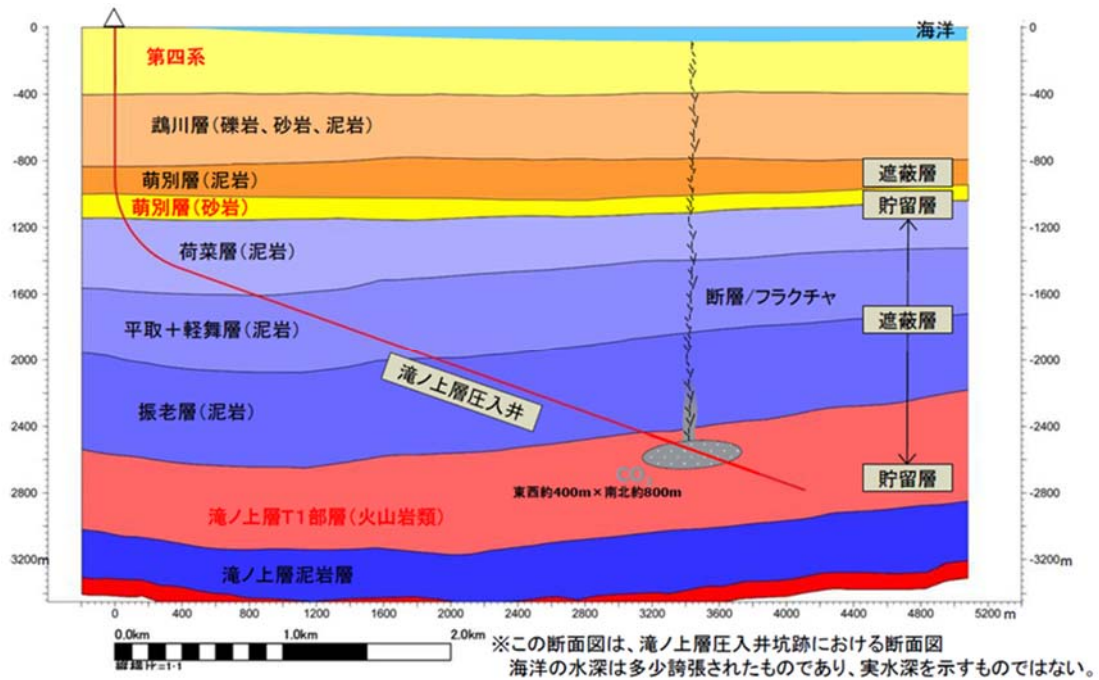 0
-400
-800
-1200
-1600
-2000
2400
2800
3200m
0
-400
-800
-1200
-1600
-2000
-2400
-2800
-3200m
海洋
第四系
鵡川層(礫岩、砂岩、泥岩)
萌別層(泥岩)
遮蔽層
萌別層(砂岩)
貯留層
荷菜層(泥岩)
断層/フラクチャ
平取+軽舞層(泥岩)
遮蔽層
滝ノ上層圧入井
振老層(泥岩)
CO2
東西約400m×南北約800m
貯留層
滝ノ上層T1部層(火山岩類)
滝ノ上層泥岩層
0 400 800 1200 1600 2000 2400 2800 3200 3600 4000 4400 4800 5200 m
0.0km 1.0km 2.0km
縦横比=1:1
※この断面図は、滝ノ上層圧入井坑跡における断面図
海洋の水深は多少誇張されたものであり、実水深を示すものではない。